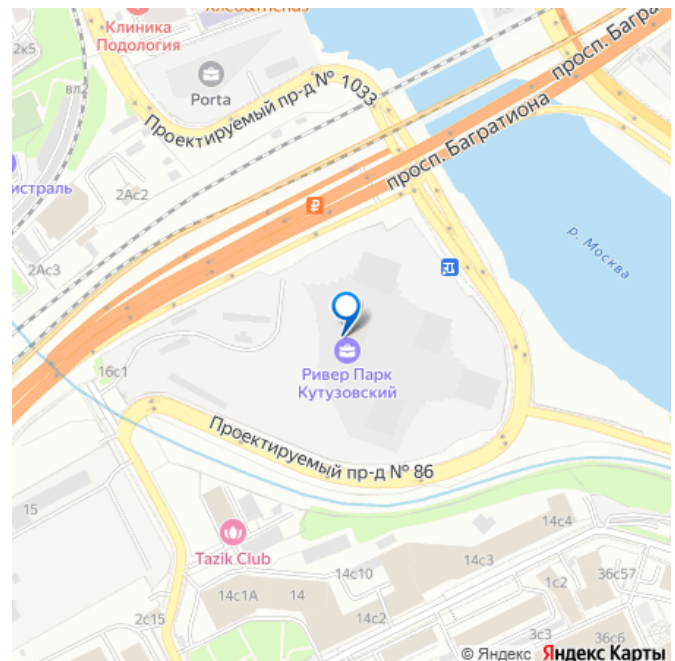 Клиника
Подология
2к5
вл2
Porta
Проектируемый пр-д № 1033
просп. Багратиона
просп. Багратиона
истраль
2Ас2
2Ас3
р. Москва
16с1
Ривер Парк
Кутузовский
Проектируемый пр-д № 86
15
Tazik Club
14с4
14с3
14с10
1с2
36с57
14с1А
14
14с2
2с15
3с3
36с6
© Яндекс Яндекс Карты